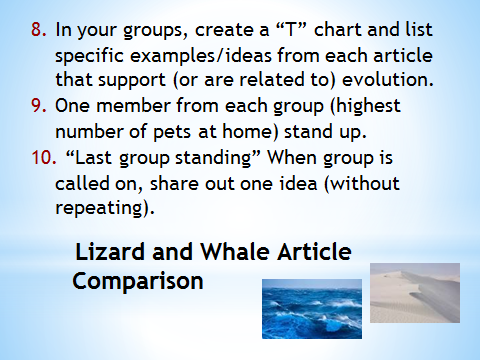 8. In your groups, create a “T” chart and list
specific examples/ideas from each article
that support (or are related to) evolution.
9. One member from each group (highest
number of pets at home) stand up.
10. “Last group standing” When group is
called on, share out one idea (without
repeating).
Lizard and Whale Article
Comparison